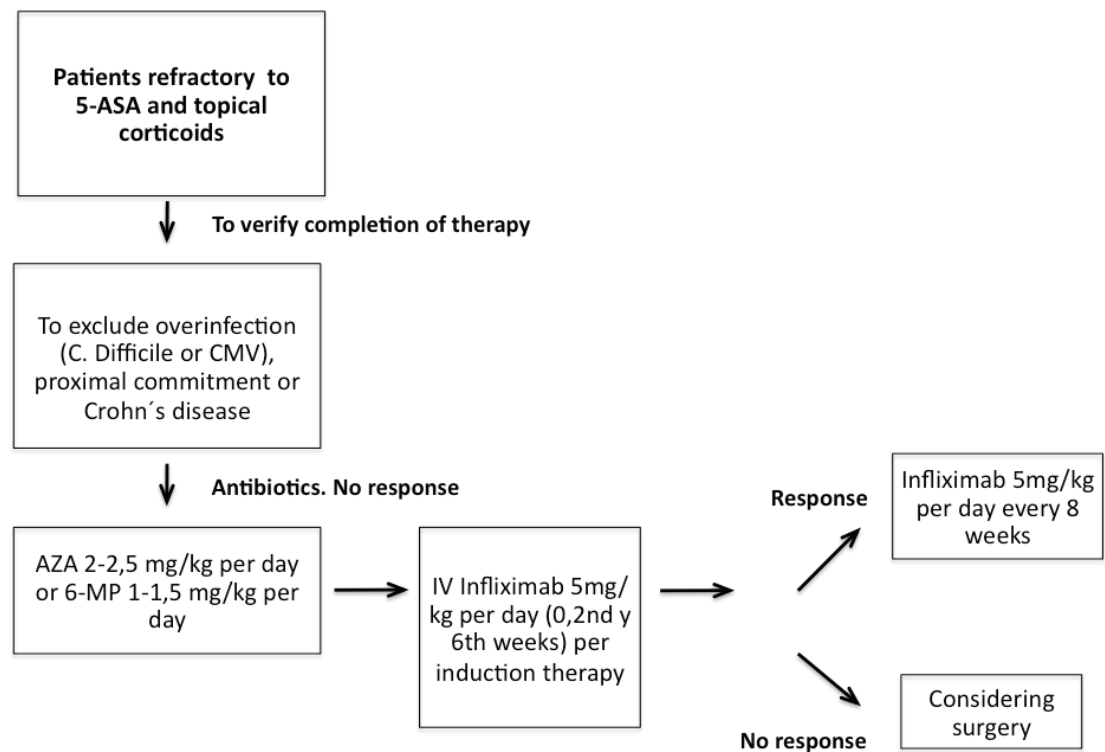 Patients refractory  to
5-ASA and topical
corticoids
To verify completion of therapy
To exclude overinfection
(C. Difficile or CMV),
proximal commitment or
Crohn´s disease
Antibiotics. No response
AZA 2-2,5 mg/kg per day
or 6-MP 1-1,5 mg/kg per
day
IV Infliximab 5mg/
kg per day (0,2nd y
6th weeks) per
induction therapy
Response
Infliximab 5mg/kg
per day every 8
weeks
No response
Considering
surgery